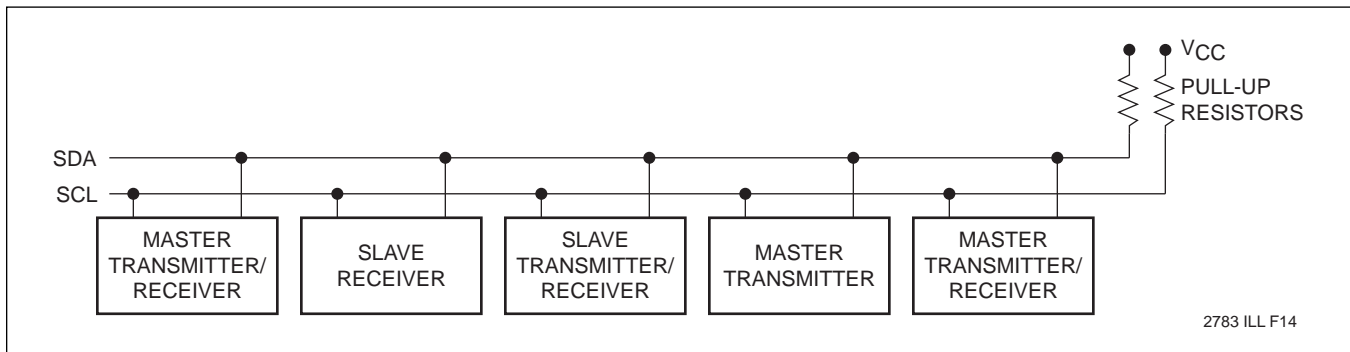 VCC
PULL-UP
RESISTORS
SDA
SCL
MASTER
TRANSMITTER/
RECEIVER
SLAVE
RECEIVER
SLAVE
TRANSMITTER/
RECEIVER
MASTER
TRANSMITTER
MASTER
TRANSMITTER/
RECEIVER
2783 ILL F14